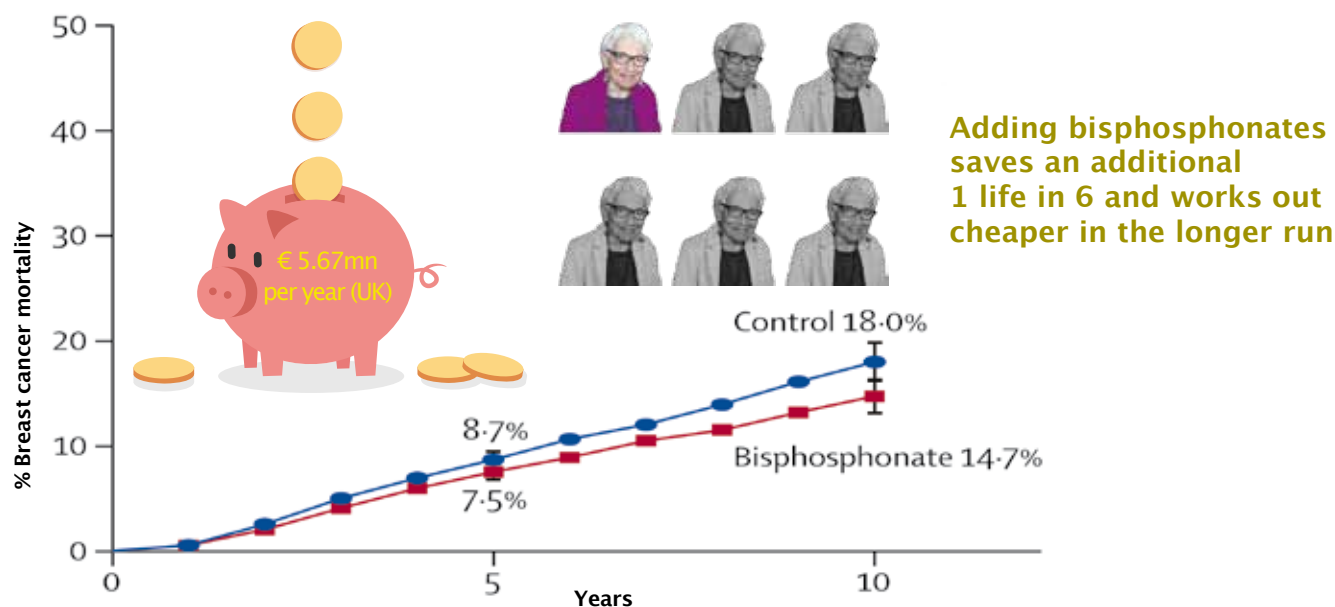 50
40
30
20
10
0
% Breast cancer mortality
€ 5.67mn
per year (UK)
Adding bisphosphonates
saves an additional
1 life in 6 and works out
cheaper in the longer run
Control 18·0%
8·7%
7·5%
Bisphosphonate 14·7%
0
5
10
Years